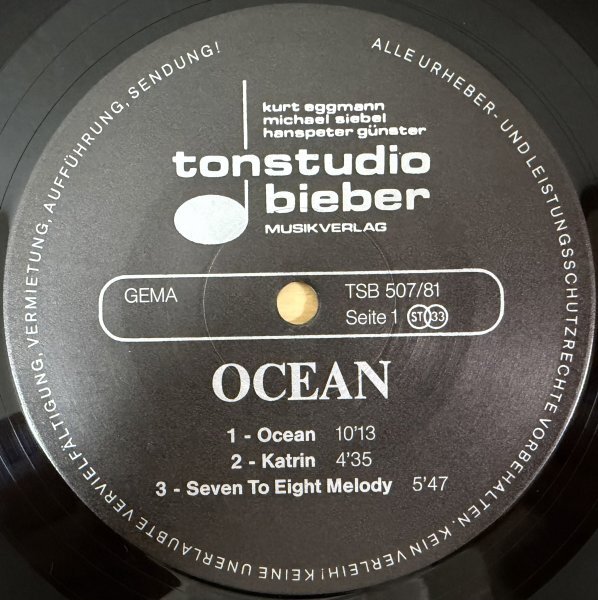 ALLE URHEBER- UND LEISTUNGSSCHUTZRECHTE VORBEHALTEN. KEIN VERLEIH! KEINE UNERLAUBTE VERVIELFÄLTIGUNG, VERMIETUNG, AUFFÜHRUNG, SENDUNG!
kurt eggmann
michael siebel
hanspeter günster
tonstudio
bieber
MUSIKVERLAG
GEMA
TSB 507/81
Seite 1 ST 33
OCEAN
1 - Ocean 10'13
2 - Katrin 4'35
3 - Seven To Eight Melody 5'47